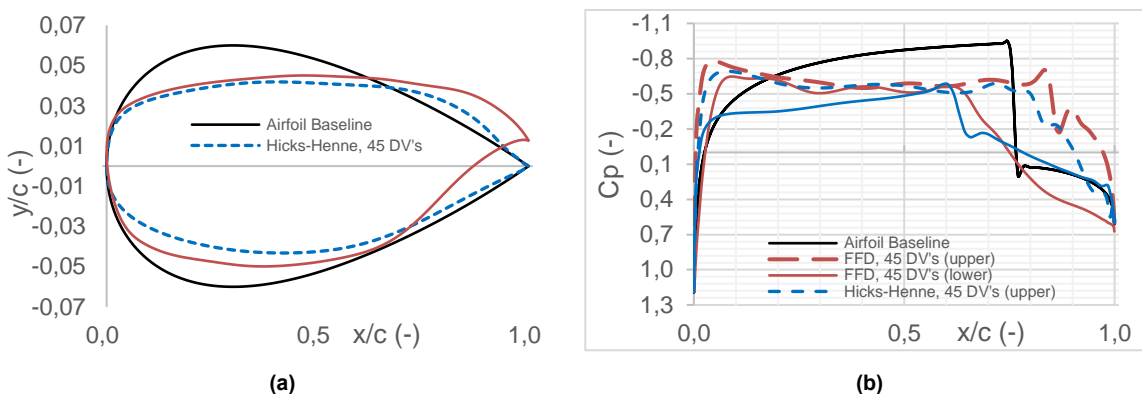 0,07
0,05
0,03
0,01
-0,01
-0,03
-0,05
-0,07
y/c (-)
Airfoil Baseline
Hicks-Henne, 45 DV's
0,0
0,5
x/c (-)
1,0
(a)
-1,1
-0,8
-0,5
-0,2
0,1
0,4
0,7
1,0
1,3
Cp (-)
Airfoil Baseline
FFD, 45 DV's (upper)
FFD, 45 DV's (lower)
Hicks-Henne, 45 DV's (upper)
0,0
0,5
x/c (-)
1,0
(b)